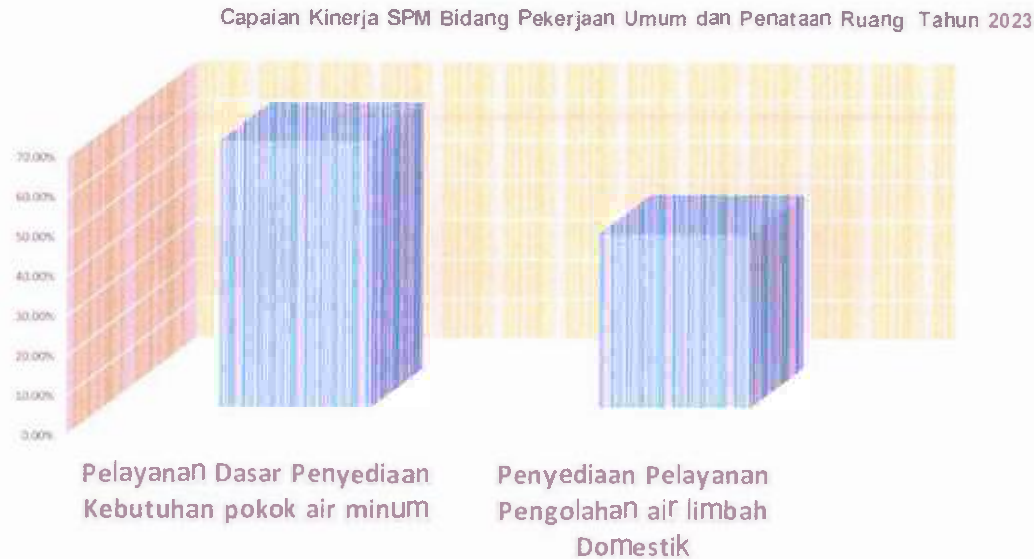 Capaian Kinerja SPM Bidang Pekerjaan Umum dan Penataan Ruang Tahun 2023
70.00%
60.00%
50.00%
40.00%
30.00%
20.00%
10.00%
0.00%
Pelayanan Dasar Penyediaan
Kebutuhan pokok air minum
Penyediaan Pelayanan
Pengolahan air limbah
Domestik